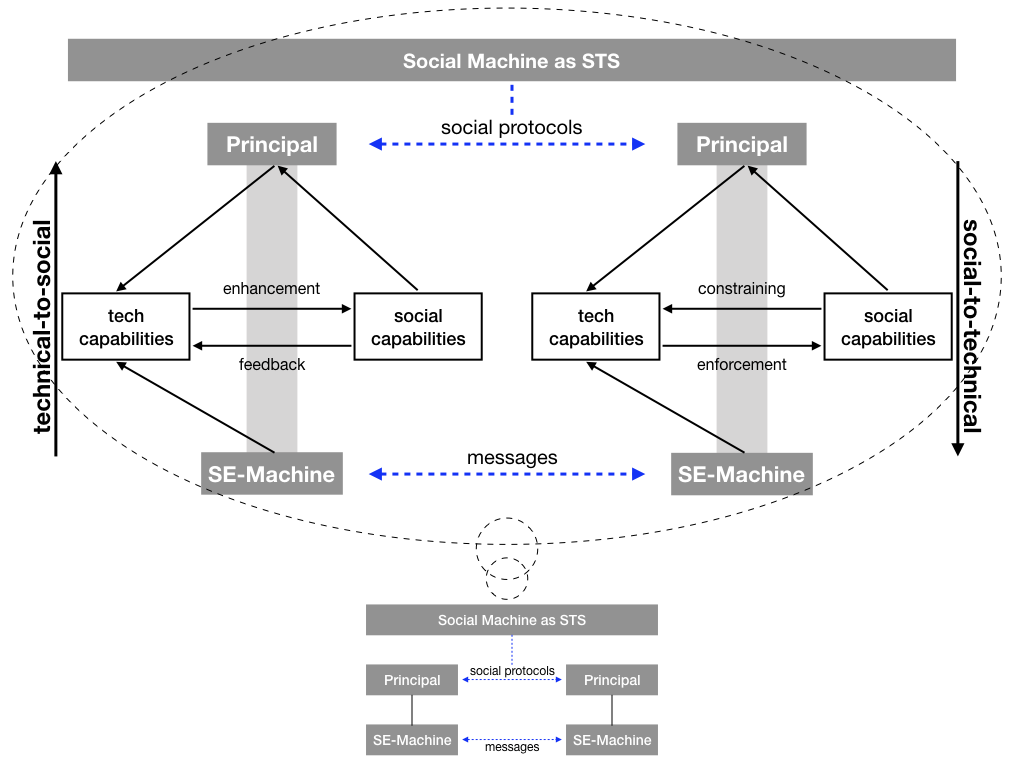 Social Machine as STS
social protocols
Principal
Principal
technical-to-social
social-to-technical
enhancement
constraining
tech
capabilities
social
capabilities
tech
capabilities
social
capabilities
feedback
enforcement
messages
SE-Machine
SE-Machine
Social Machine as STS
social protocols
Principal
Principal
SE-Machine
SE-Machine
messages